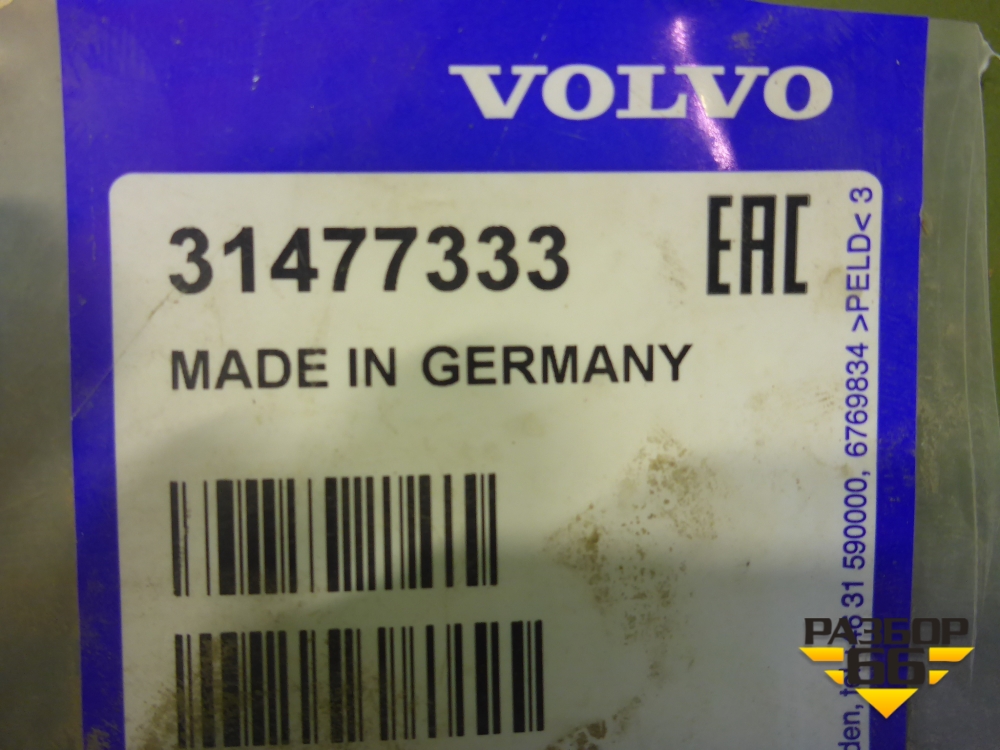 VOLVO
31477333
EAC
MADE IN GERMANY
31 590000, 6769834 >PELD< 3
РАЗБОР
66